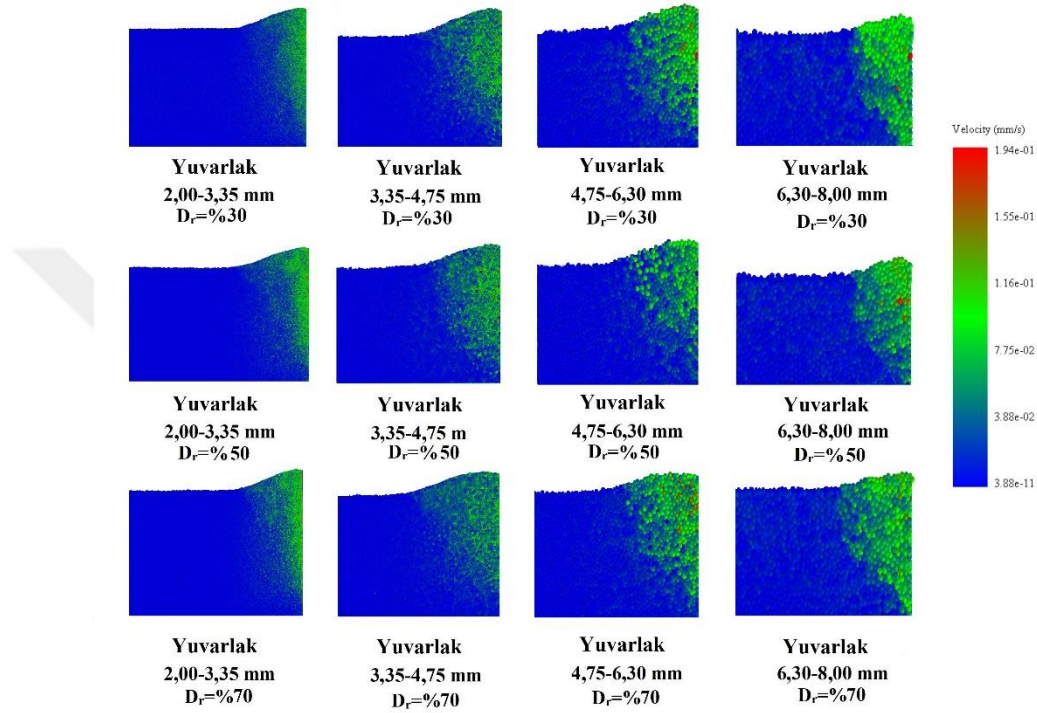 Velocity (mm/s)
1.94e-01
1.55e-01
1.16e-01
7.75e-02
3.88e-02
3.88e-11
Yuvarlak
2,00-3,35 mm
Dᵣ=%30
Yuvarlak
3,35-4,75 mm
Dᵣ=%30
Yuvarlak
4,75-6,30 mm
Dᵣ=%30
Yuvarlak
6,30-8,00 mm
Dᵣ=%30
Yuvarlak
2,00-3,35 mm
Dᵣ=%50
Yuvarlak
3,35-4,75 m
Dᵣ=%50
Yuvarlak
4,75-6,30 mm
Dᵣ=%50
Yuvarlak
6,30-8,00 mm
Dᵣ=%50
Yuvarlak
2,00-3,35 mm
Dᵣ=%70
Yuvarlak
3,35-4,75 mm
Dᵣ=%70
Yuvarlak
4,75-6,30 mm
Dᵣ=%70
Yuvarlak
6,30-8,00 mm
Dᵣ=%70